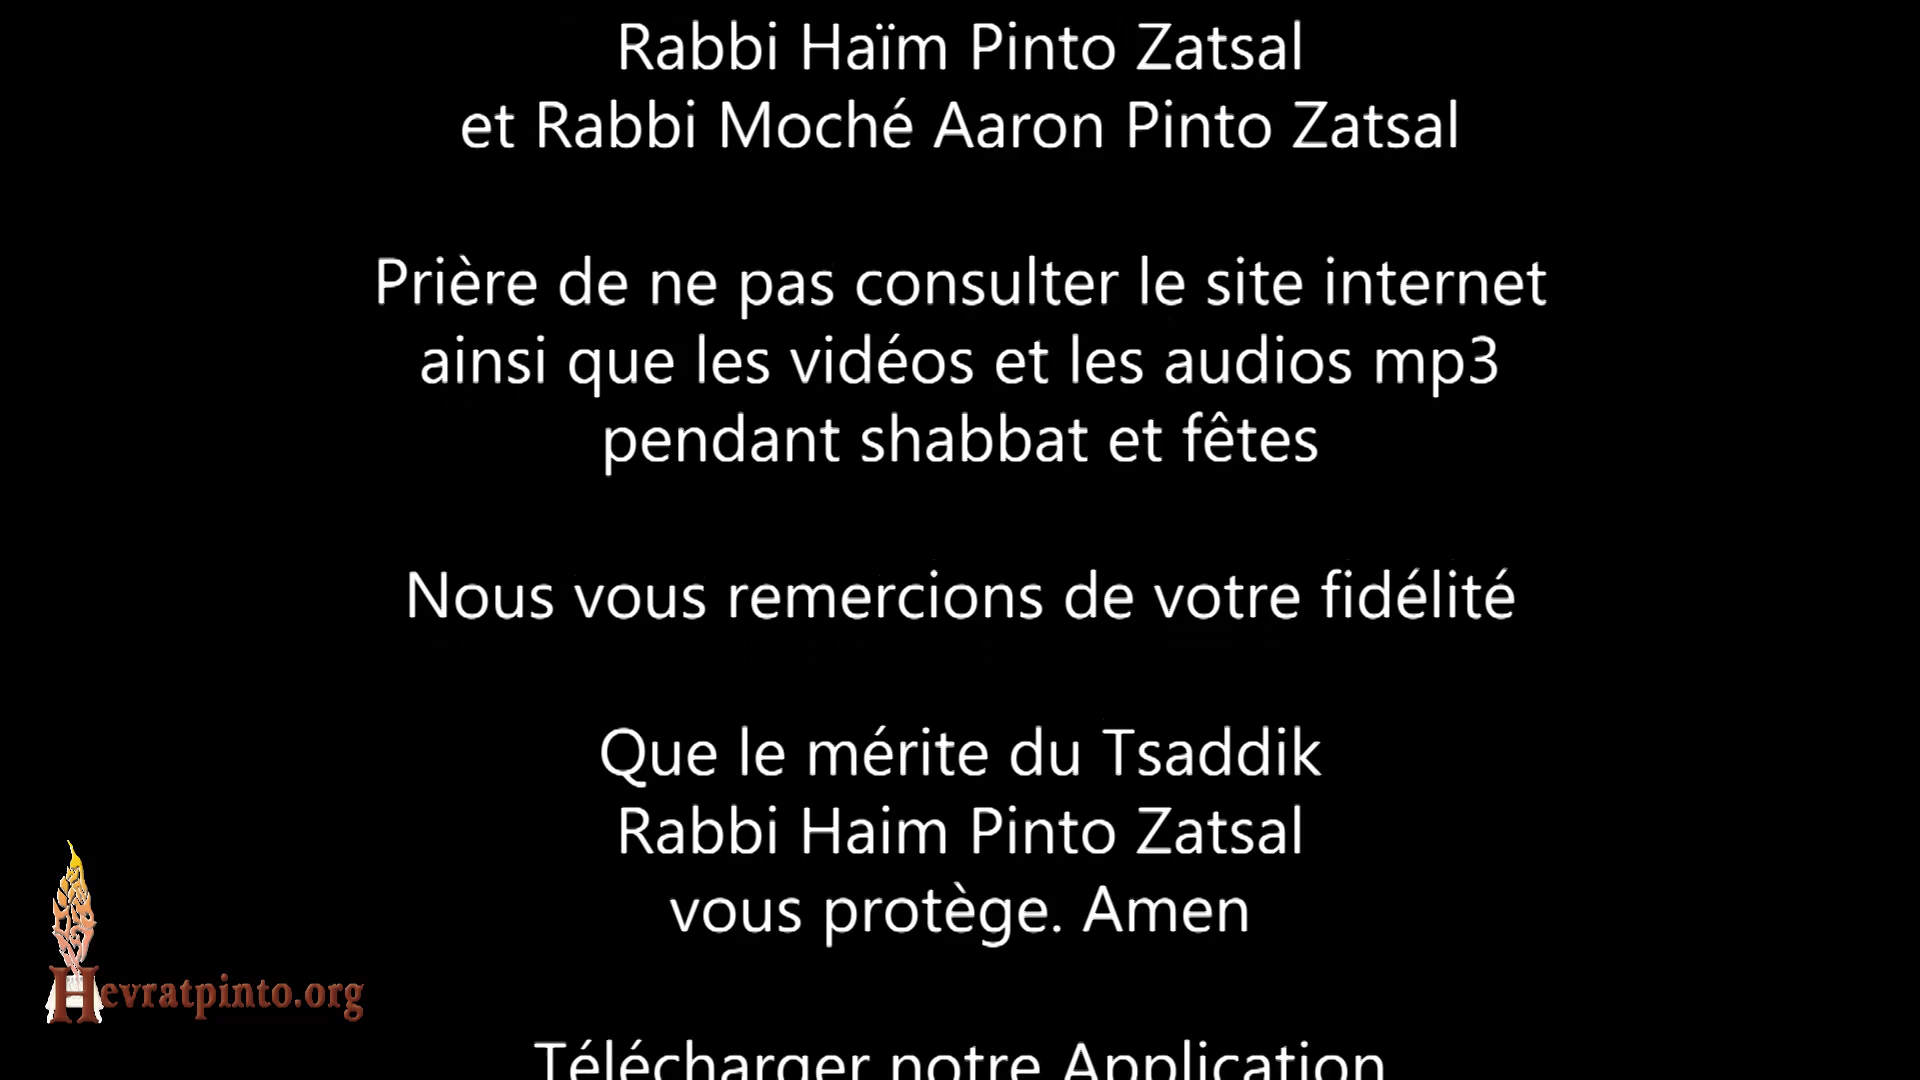 Rabbi Haïm Pinto Zatsal
et Rabbi Moché Aaron Pinto Zatsal
Prière de ne pas consulter le site internet
ainsi que les vidéos et les audios mp3
pendant shabbat et fêtes
Nous vous remercions de votre fidélité
Que le mérite du Tsaddik
Rabbi Haim Pinto Zatsal
vous protège. Amen
Hevratpinto.org
Télécharger notre Application